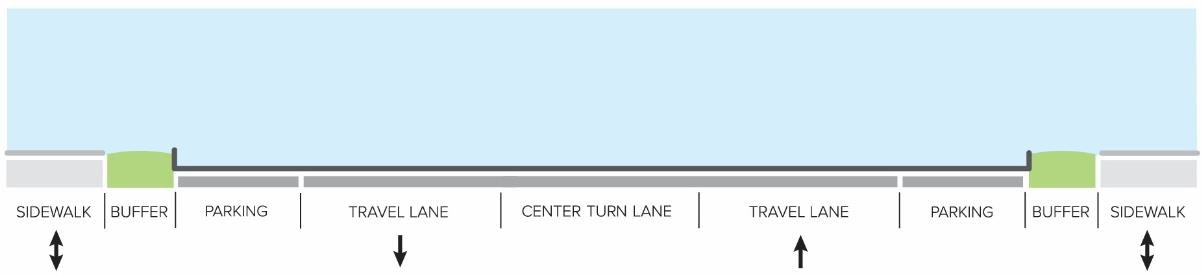 SIDEWALK BUFFER PARKING TRAVEL LANE CENTER TURN LANE TRAVEL LANE PARKING BUFFER SIDEWALK